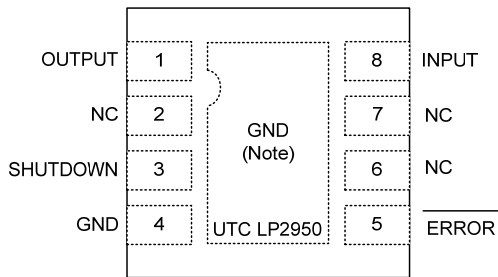 OUTPUT 1 8 INPUT
NC 2 7 NC
GND
(Note)
SHUTDOWN 3 6 NC
GND 4 UTC LP2950 5 ERROR